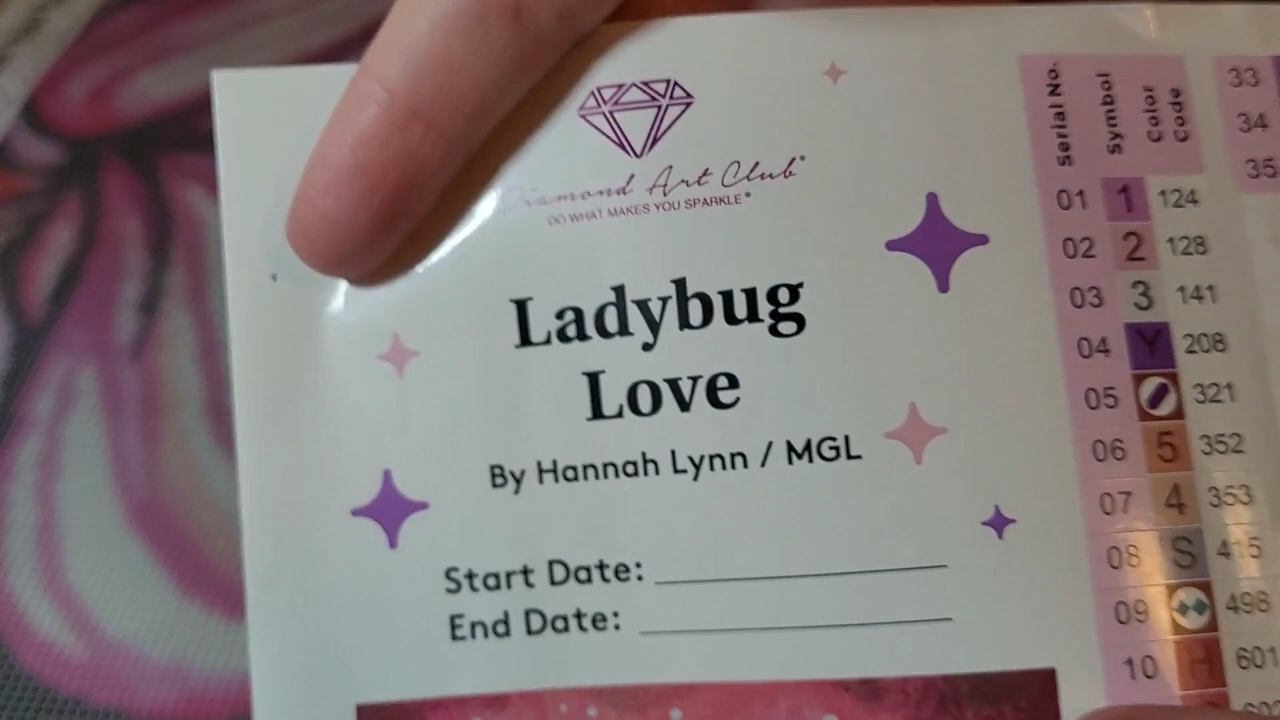 Diamond Art Club®
DO WHAT MAKES YOU SPARKLE®
Ladybug
Love
By Hannah Lynn / MGL
Start Date:
End Date:
Serial No. Symbol Color Code
01 1 124
02 2 128
03 3 141
04 Y 208
05 321
06 5 352
07 4 353
08 S 415
09 498
10 H 601
33
34
35